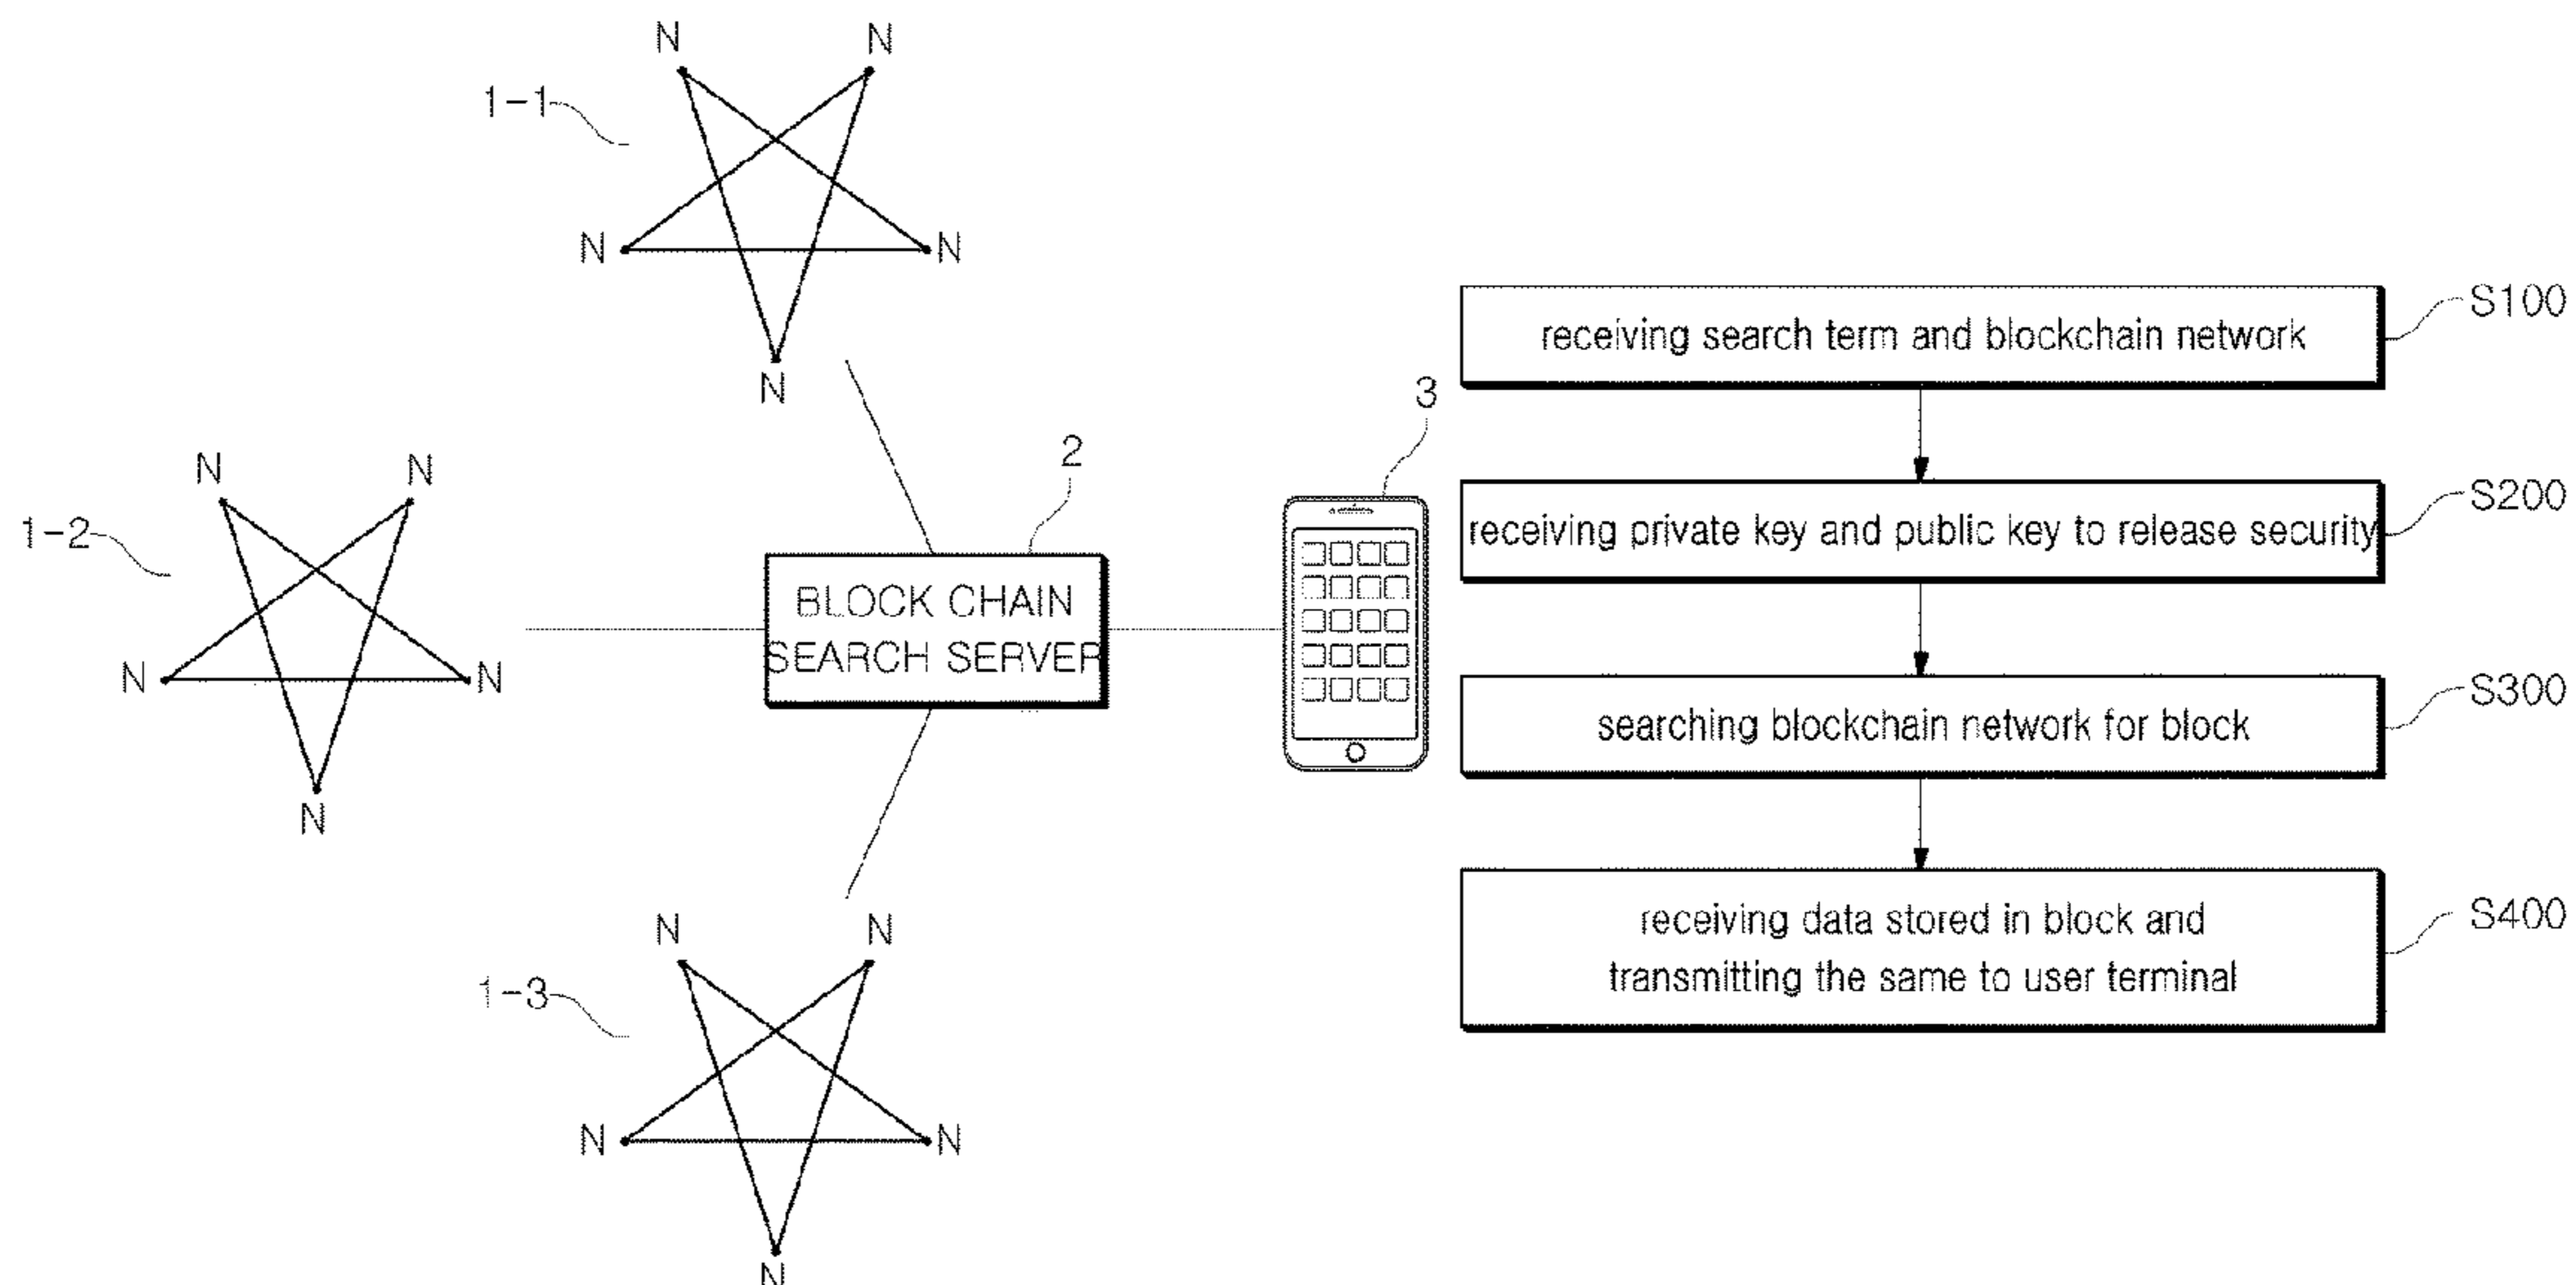 N N
1-1
N N
N
2
3
N N
1-2
BLOCK CHAIN
SEARCH SERVER
N N
N
N N
1-3
N N
N
receiving search term and blockchain network
S100
receiving private key and public key to release security
S200
searching blockchain network for block
S300
receiving data stored in block and
transmitting the same to user terminal
S400